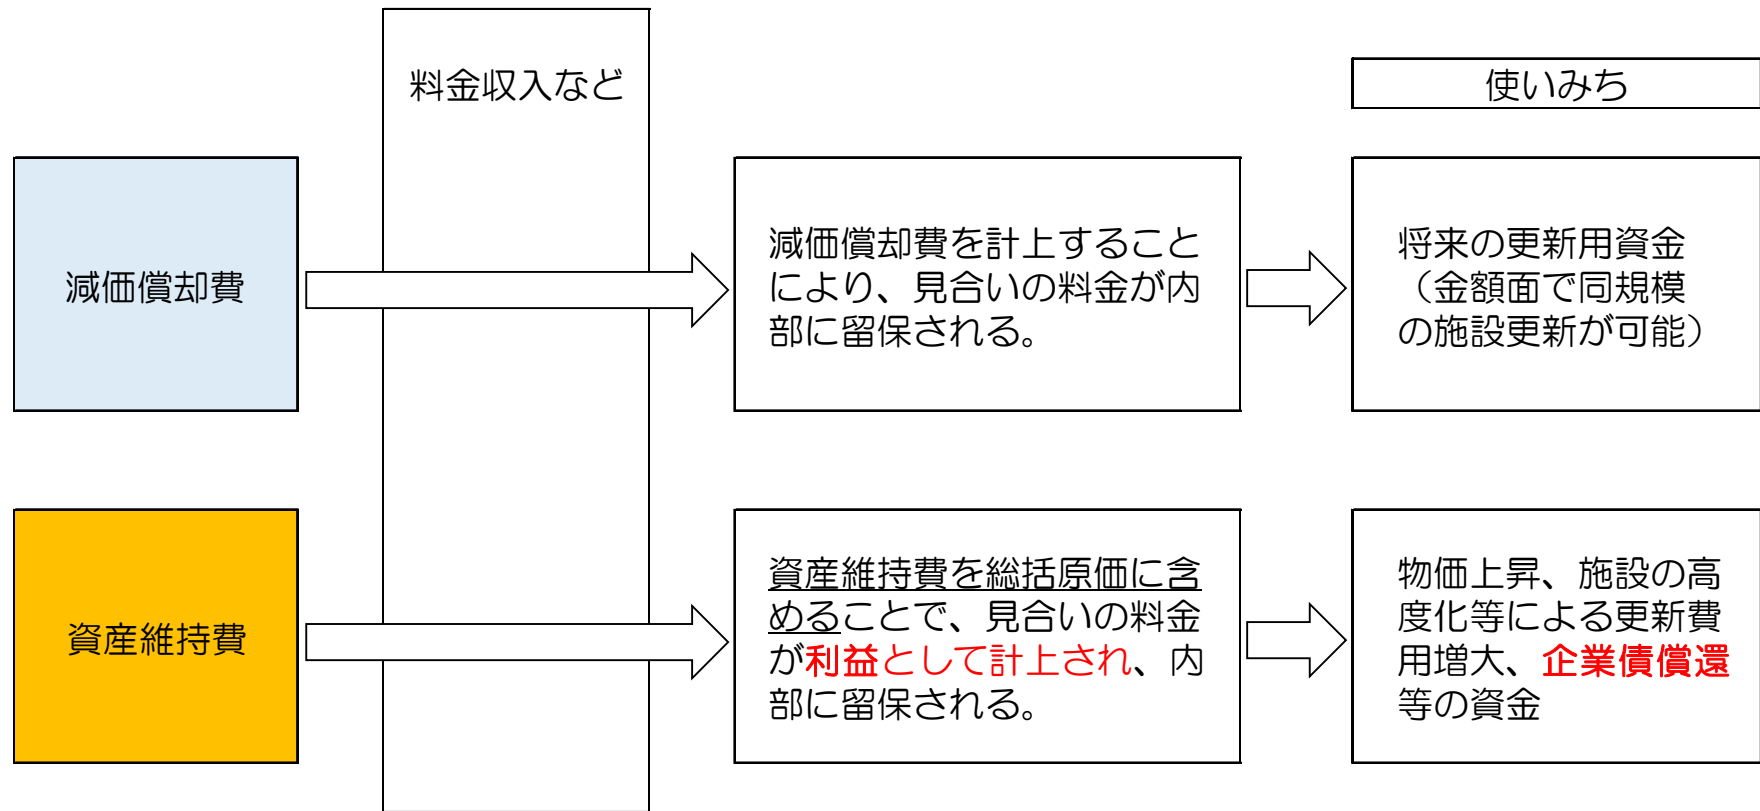 料金収入など
使いみち
減価償却費
減価償却費を計上すること
により、見合いの料金が内
部に留保される。
将来の更新用資金
（金額面で同規模
の施設更新が可能）
資産維持費
資産維持費を総括原価に含
めることで、見合いの料金
が利益として計上され、内
部に留保される。
物価上昇、施設の高
度化等による更新費
用増大、企業債償還
等の資金